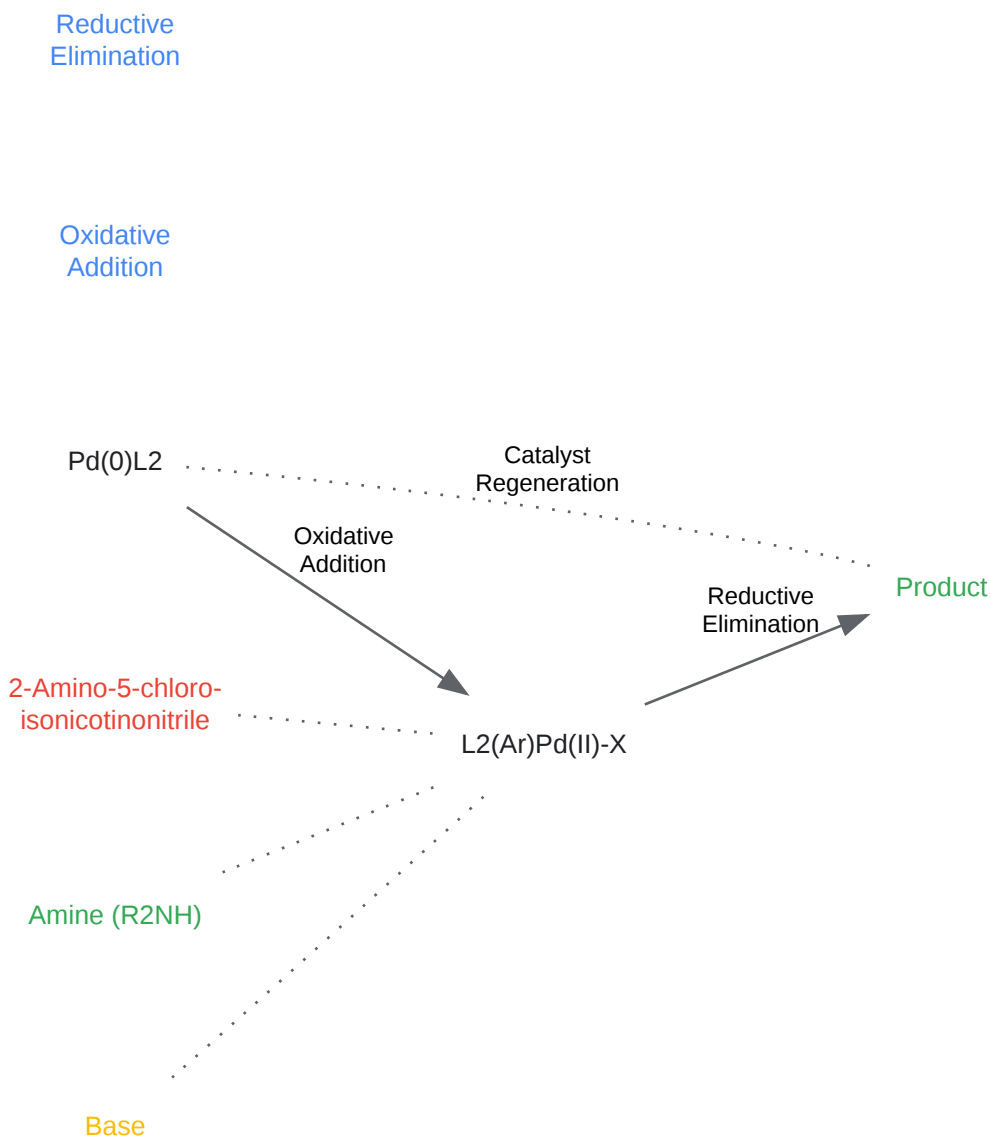 Reductive
Elimination
Oxidative
Addition
Pd(0)L2
Catalyst
Regeneration
Oxidative
Addition
Product
Reductive
Elimination
2-Amino-5-chloro-
isonicotinonitrile
L2(Ar)Pd(II)-X
Amine (R2NH)
Base